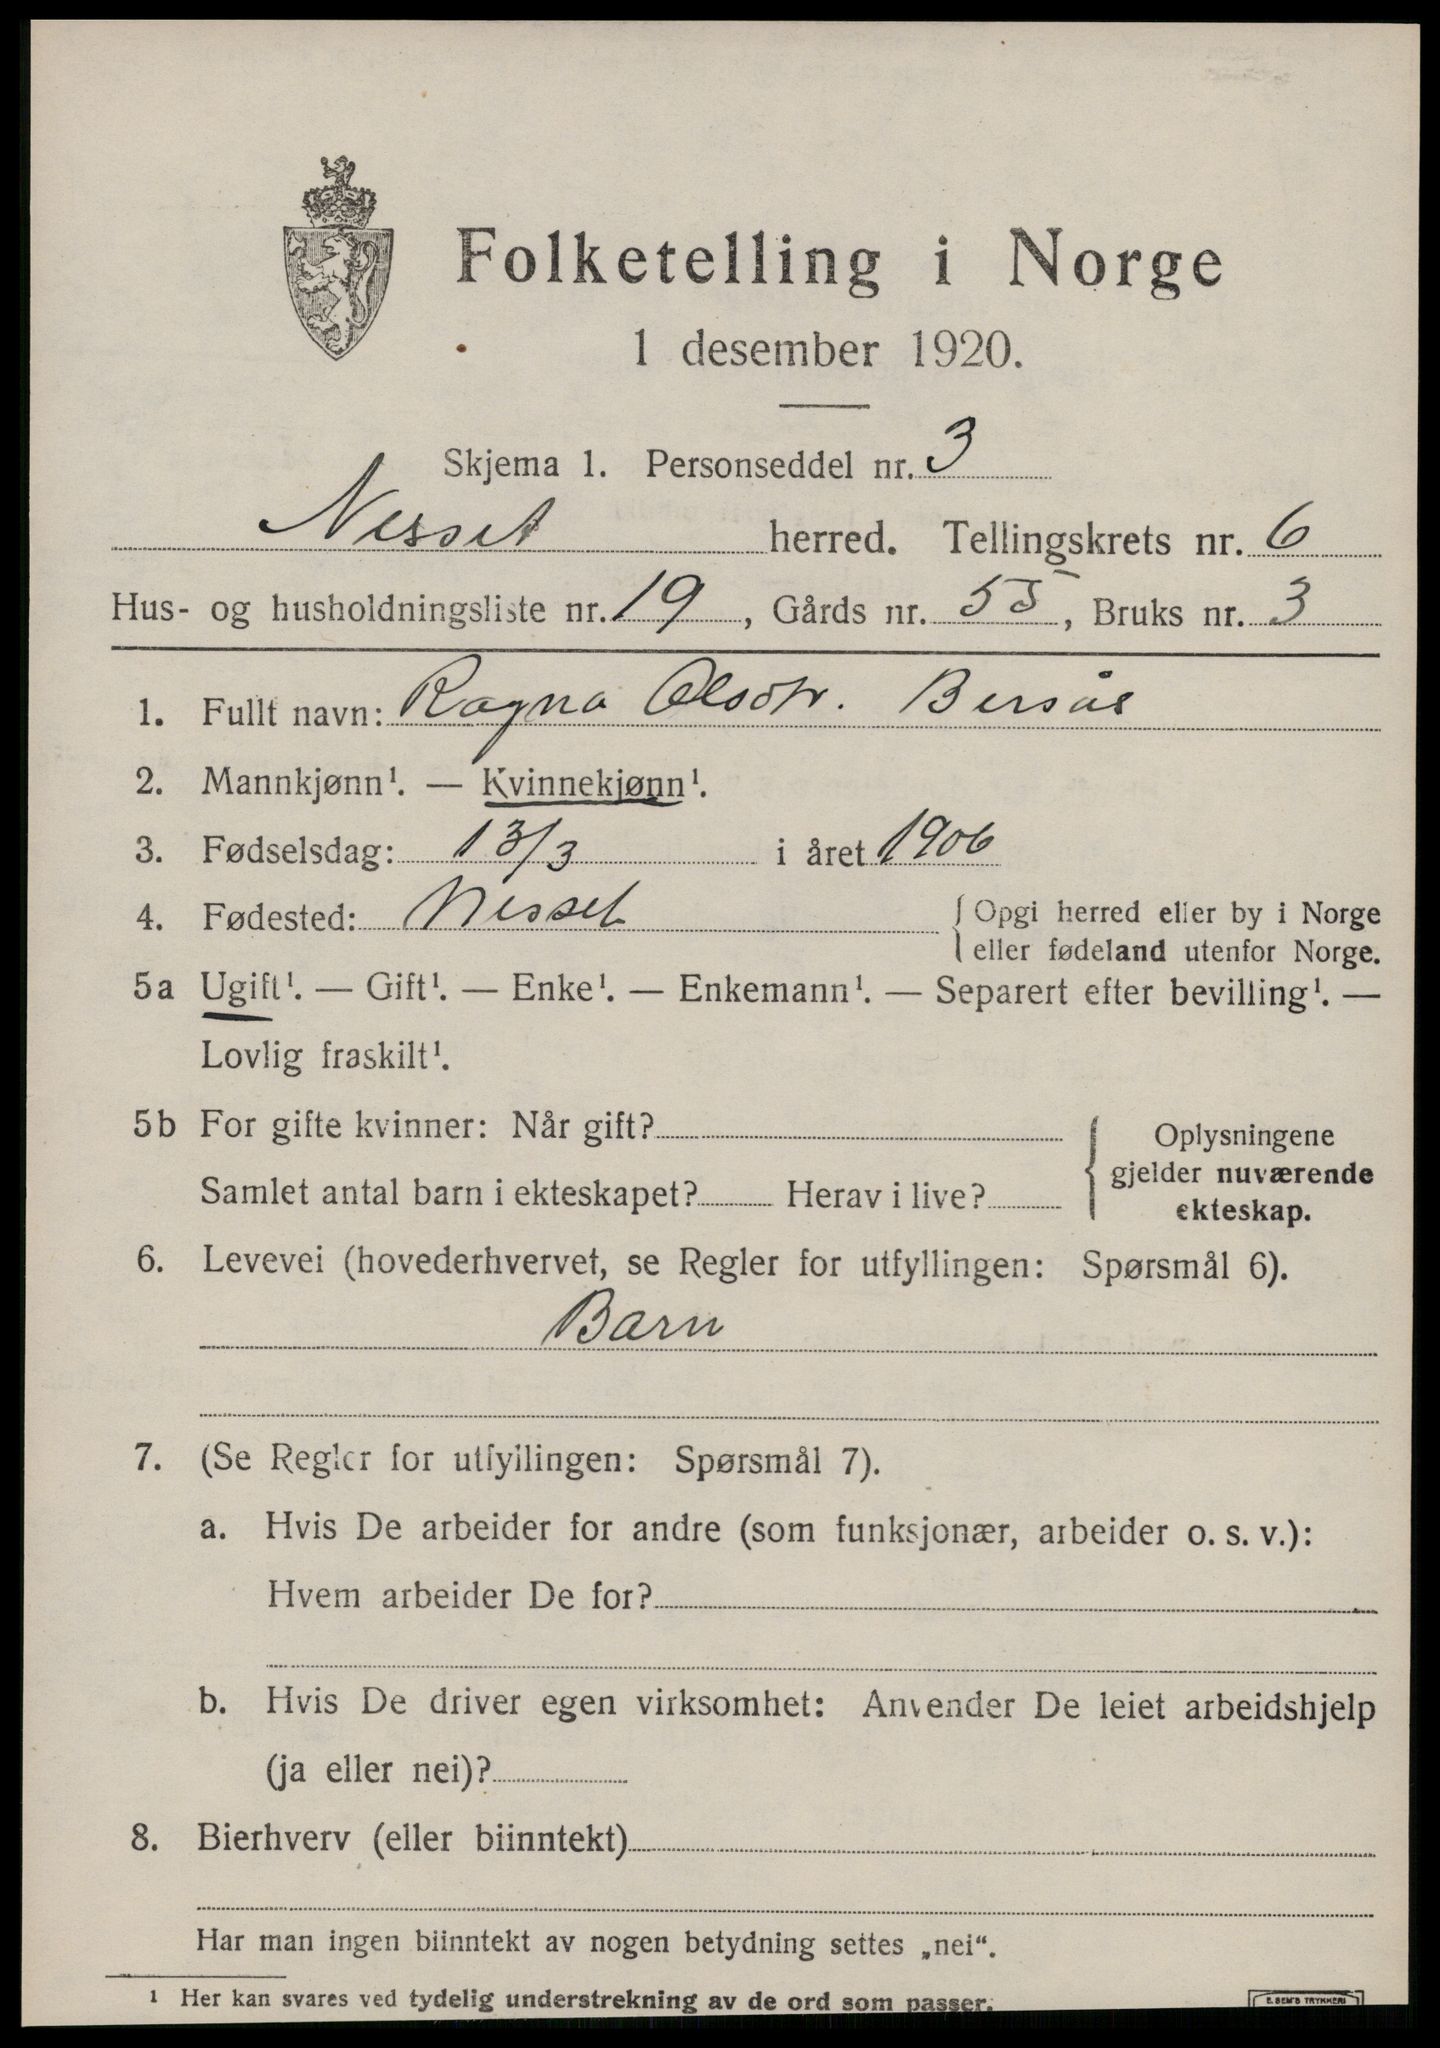 Folketelling i Norge
1 desember 1920.
Skjema 1. Personseddel nr. 3
Nesset herred. Tellingskrets nr. 6
Hus- og husholdningsliste nr. 19, Gårds nr. 55, Bruks nr. 3
1. Fullt navn: Ragna Olsdtr. Bersås
2. Mannkjønn¹. — Kvinnekjønn¹.
3. Fødselsdag: 13/3 i året 1906
4. Fødested: Nesset { Opgi herred eller by i Norge
eller fødeland utenfor Norge.
5a Ugift¹. — Gift¹. — Enke¹. — Enkemann¹. — Separert efter bevilling¹. —
Lovlig fraskilt¹.
5b For gifte kvinner: Når gift? { Oplysningene
gjelder nuværende
Samlet antal barn i ekteskapet? Herav i live? ekteskap.
6. Levevei (hovederhvervet, se Regler for utfyllingen: Spørsmål 6).
Barn
7. (Se Regler for utfyllingen: Spørsmål 7).
a. Hvis De arbeider for andre (som funksjonær, arbeider o. s. v.):
Hvem arbeider De for?
b. Hvis De driver egen virksomhet: Anvender De leiet arbeidshjelp
(ja eller nei)?
8. Bierhverv (eller biinntekt)
Har man ingen biinntekt av nogen betydning settes „nei“.
¹ Her kan svares ved tydelig understrekning av de ord som passer.
E. SEM'S TRYKKERI